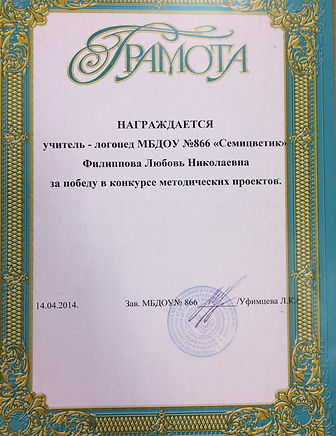 ГРАМОТА
НАГРАЖДАЕТСЯ
учитель - логопед МБДОУ №866 «Семицветик»
Филиппова Любовь Николаевна
за победу в конкурсе методических проектов.
14.04.2014. Зав. МБДОУ№ 866 /Уфимцева Л.К./